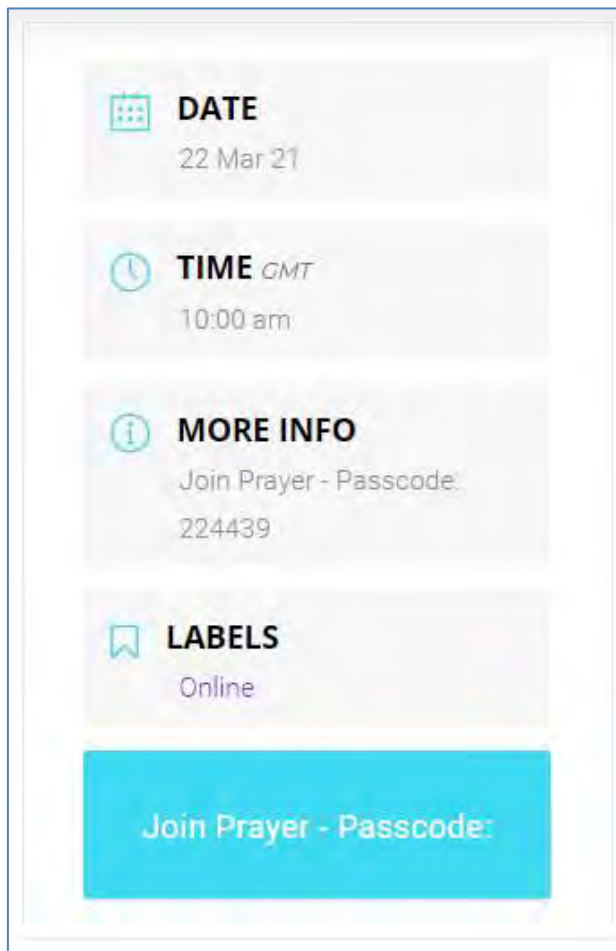 DATE
22 Mar 21
TIME GMT
10:00 am
MORE INFO
Join Prayer - Passcode:
224439
LABELS
Online
Join Prayer - Passcode: